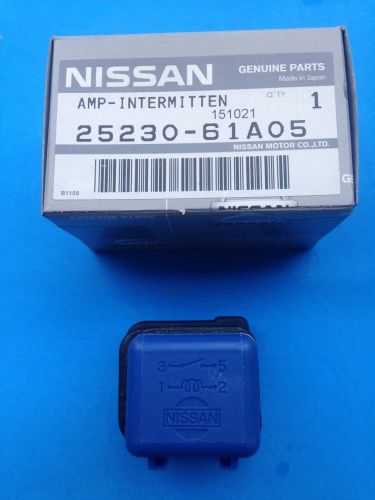 NISSAN
GENUINE PARTS
Made in Japan
AMP-INTERMITTEN
Q'TY
1
151021
25230-61A05
NISSAN MOTOR CO.,LTD.
NISSAN
3 5
1 2
NISSAN